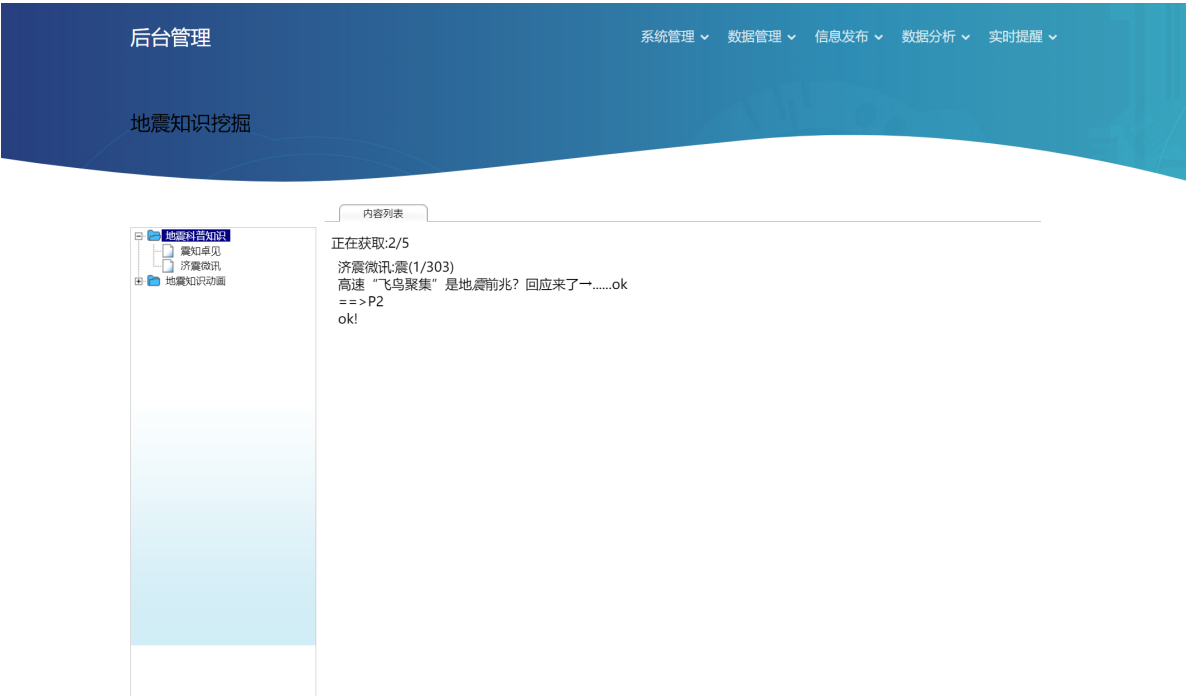 后台管理
系统管理 数据管理 信息发布 数据分析 实时提醒
地震知识挖掘
内容列表
地震科普知识
震知卓见
济震微讯
地震知识动画
正在获取:2/5
济震微讯:震(1/303)
高速“飞鸟聚集”是地震前兆？回应来了→......ok
==>P2
ok!